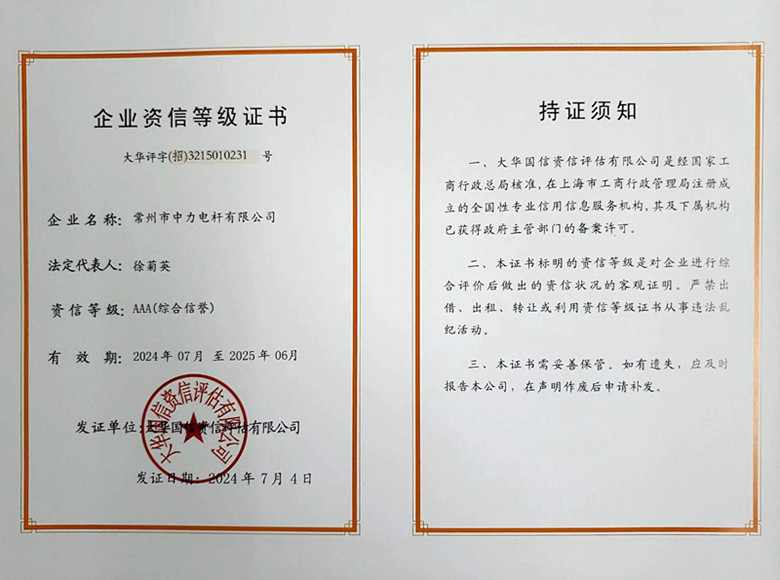 企业资信等级证书
大华评字(招)3215010231 号
企业名称：常州市中力电杆有限公司
法定代表人：徐菊英
资信等级：AAA(综合信誉)
有效期：2024年07月 至 2025年 06月
发证单位：大华国信资信评估有限公司
大华国信资信评估有限公司
发证日期：2024年7月4日
持证须知
一、大华国信资信评估有限公司是经国家工
商行政总局核准，在上海市工商行政管理局注册成
立的全国性专业信用信息服务机构，其及下属机构
已获得政府主管部门的备案许可。
二、本证书标明的资信等级是对企业进行综
合评价后做出的资信状况的客观证明。严禁出
借、出租、转让或利用资信等级证书从事违法乱
纪活动。
三、本证书需妥善保管。如有遗失，应及时
报告本公司，在声明作废后申请补发。